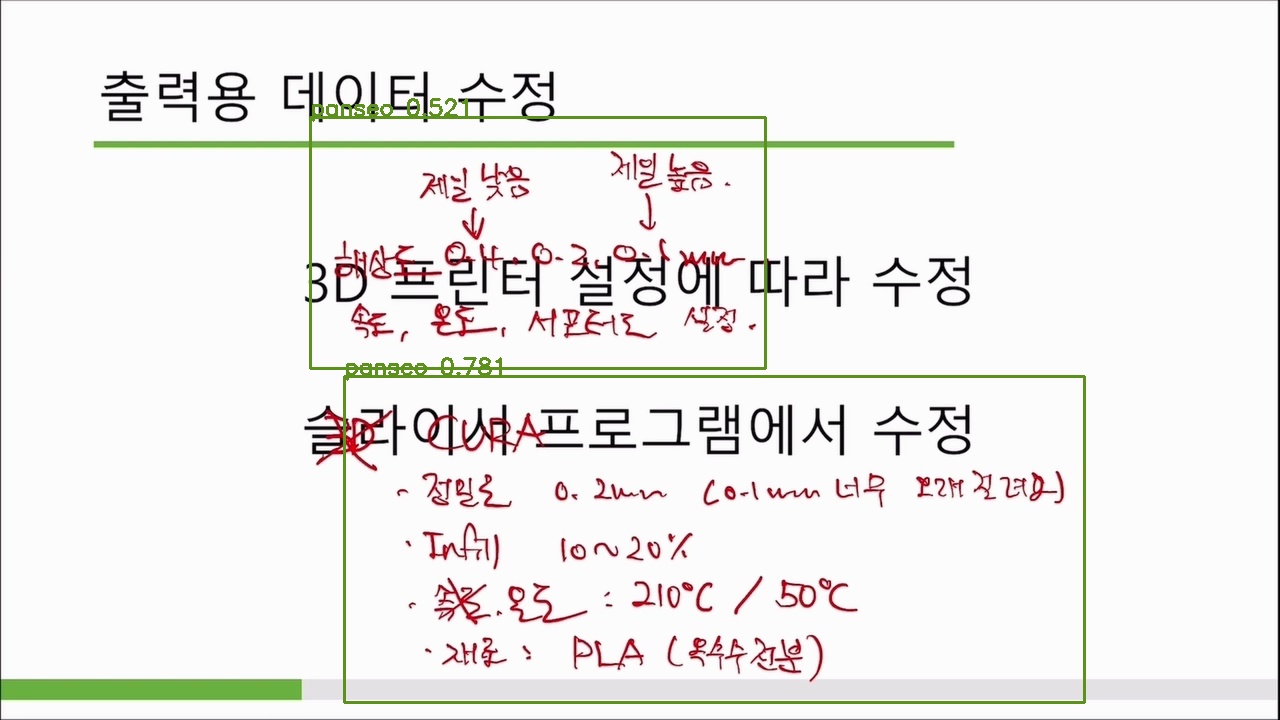 출력용 데이터 수정
panseo 0.521
제일 낮음 제일 높음.
해상도 0.4, 0.2, 0.1mm
3D 프린터 설정에 따라 수정
속도, 온도, 서포터도 설정.
panseo 0.781
슬라이서 프로그램에서 수정
3D CURA
· 정밀도 0.2mm (0.1mm 너무 오래 걸려요)
· Infill 10~20%
· 속도. 온도 : 210°C / 50°C
· 재료 : PLA (옥수수전분)